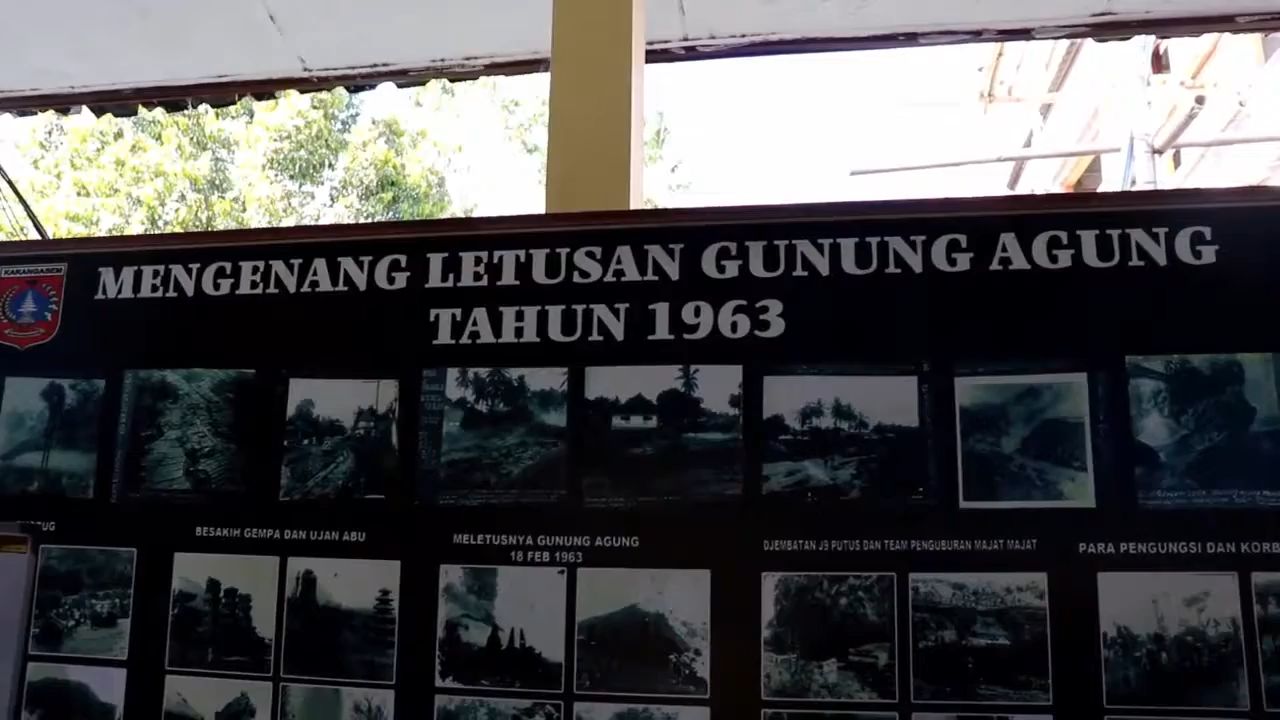 KARANGASEM
MENGENANG LETUSAN GUNUNG AGUNG
TAHUN 1963
BESAKIH GEMPA DAN UJAN ABU
MELETUSNYA GUNUNG AGUNG
18 FEB 1963
DJEMBATAN J9 PUTUS DAN TEAM PENGUBURAN MAJAT MAJAT
PARA PENGUNGSI DAN KORB